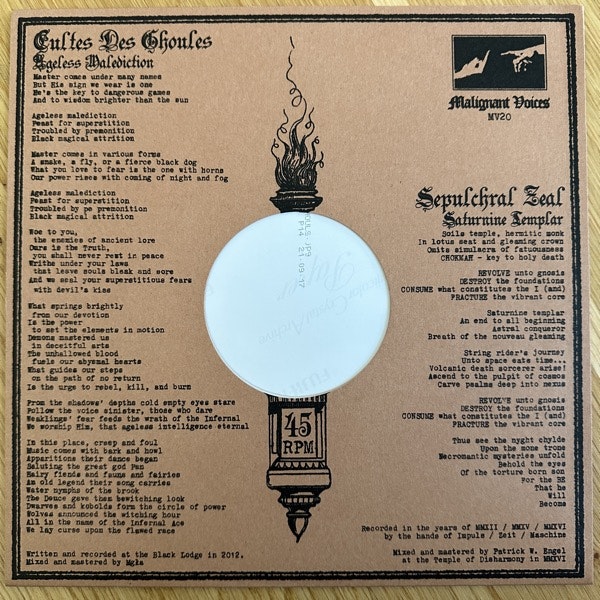 Cultes Des Ghoules
Ageless Malediction
Master comes under many names
But His sign we wear is one
He's the key to dangerous games
And to wisdom brighter than the sun
Ageless malediction
Feast for superstition
Troubled by premonition
Black magical attrition
Master comes in various forms
A snake, a fly, or a fierce black dog
What you love to fear is the one with horns
Our power rises with coming of night and fog
Ageless malediction
Feast for superstition
Troubled by pe premonition
Black magical attrition
Woe to you,
the enemies of ancient lore
Ours is the Truth,
you shall never rest in peace
Writhe under your laws
that leave souls bleak and sore
And we seal your superstitious fears
with devil's kiss
What springs brightly
from our devotion
Is the power
to set the elements in motion
Demons mastered us
in deceitful arts
The unhallowed blood
fuels our abysmal hearts
What guides our steps
on the path of no return
Is the urge to rebel, kill, and burn
From the shadows' depths cold empty eyes stare
Follow the voice sinister, those who dare
Weaklings' fear feeds the wrath of the Infernal
We worship Him, that ageless intelligence eternal
In this place, creep and foul
Music comes with bark and howl
Apparitions their dance began
Saluting the great god Pan
Hairy fiends and fauns and fairies
An old legend their song carries
Water nymphs of the brook
The Dance gave them bewitching look
Dwarves and kobolds form the circle of power
Wolves announced the witching hour
All in the name of the Infernal Ace
We lay curse upon the flawed race
Written and recorded at the Black Lodge in 2012.
Mixed and mastered by Mgła
45
RPM
Malignant Voices
MV20
Sepulchral Zeal
Saturnine Templar
Soils temple, hermitic monk
In lotus seat and gleaming crown
Omits simulacra of fatuousness
CHOKMAH - key to holy death
REVOLVE unto gnosis
DESTROY the foundations
CONSUME what constitutes the I (and)
FRACTURE the vibrant core
Saturnine templar
An end to all beginning
Astral conqueror
Breath of the nouveau gleaming
String rider's journey
Unto space eats time...
Volcanic death sorcerer arise!
Ascend to the pulpit of cosmos
Carve psalms deep into nexus
REVOLVE unto gnosis
DESTROY the foundations
CONSUME what constitutes the I (and)
FRACTURE the vibrant core
Thus see the nyght chylde
Upon the mone trone
Necromantic mysteries unfold
Behold the eyes
Of the torture born son
For the BE
That he
Will
Become
Recorded in the years of MMXII / MMXV / MMXVI
by the hands of Impuls / Zeit / Maschine
Mixed and mastered by Patrick W. Engel
at the Temple of Disharmony in MMXVI